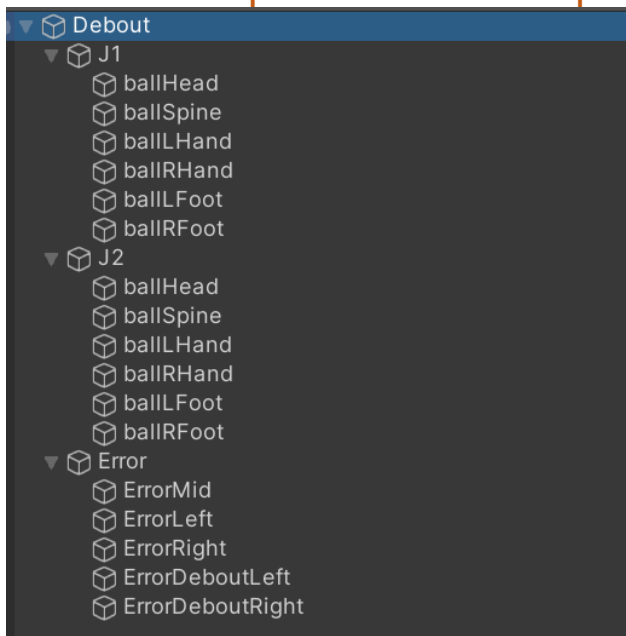 Debout
J1
ballHead
ballSpine
ballLHand
ballRHand
ballLFoot
ballRFoot
J2
ballHead
ballSpine
ballLHand
ballRHand
ballLFoot
ballRFoot
Error
ErrorMid
ErrorLeft
ErrorRight
ErrorDeboutLeft
ErrorDeboutRight